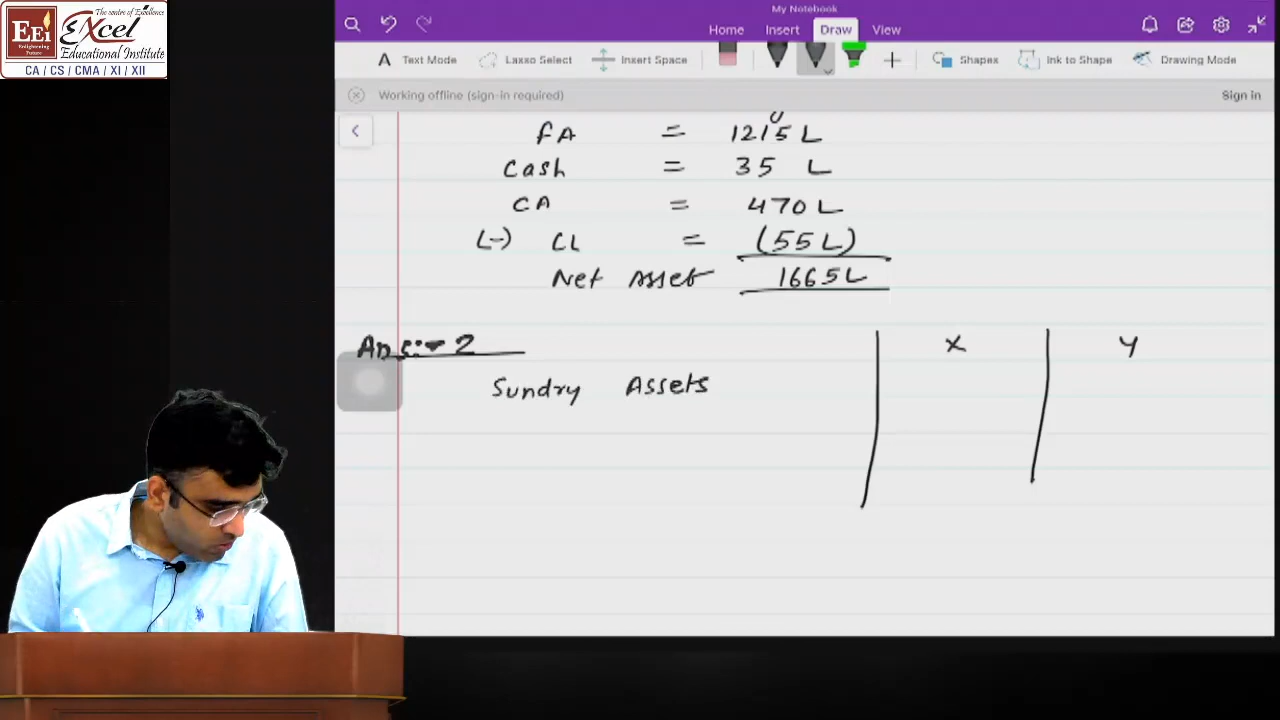 The centre of Excellence
EEi
Enlightening Future
Excel
Educational Institute
CA / CS / CMA / XI / XII
My Notebook
Home Insert Draw View
A Text Mode Lasso Select Insert Space Shapes Ink to Shape Drawing Mode
Working offline (sign-in required) Sign in
FA = 1215 L
Cash = 35 L
CA = 470 L
(-) CL = (55 L)
Net Asset 1665 L
Ans:- 2 X Y
Sundry Assets